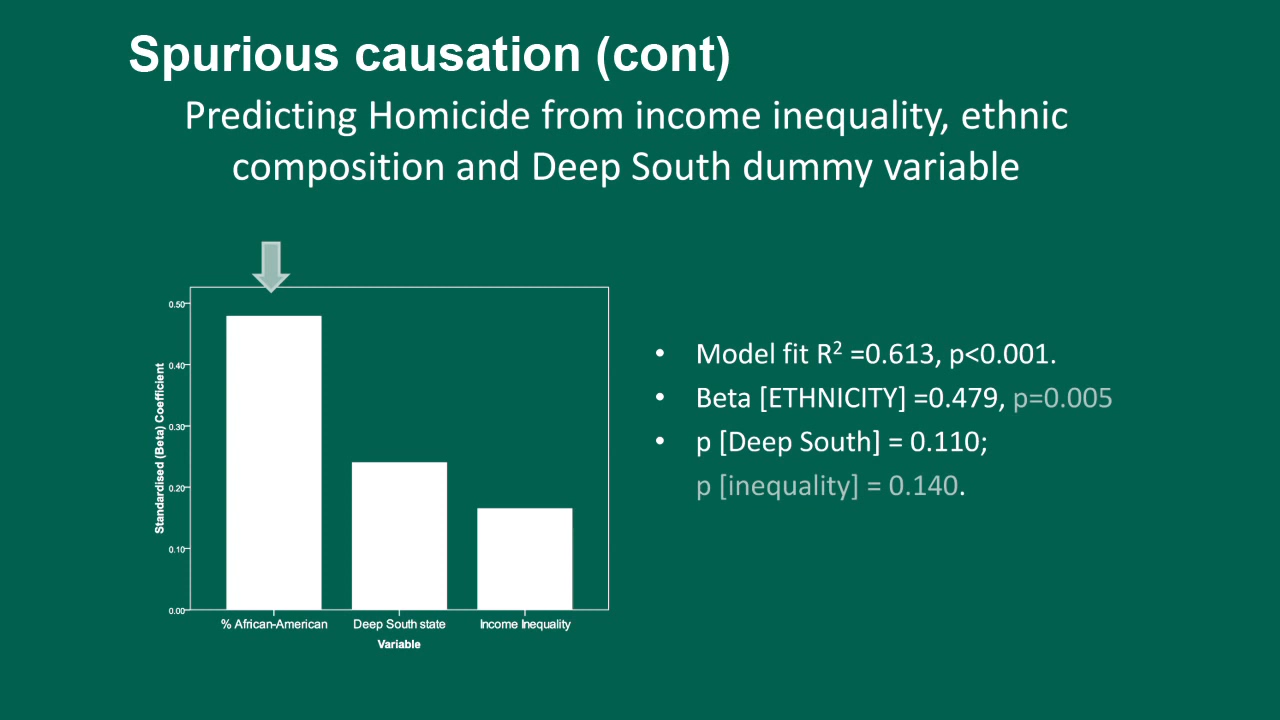 Spurious causation (cont)
Predicting Homicide from income inequality, ethnic
composition and Deep South dummy variable
0.50
0.40
0.30
0.20
0.10
0.00
Standardised (Beta) Coefficient
% African-American
Deep South state
Income Inequality
Variable
• Model fit R² =0.613, p<0.001.
• Beta [ETHNICITY] =0.479, p=0.005
• p [Deep South] = 0.110;
p [inequality] = 0.140.